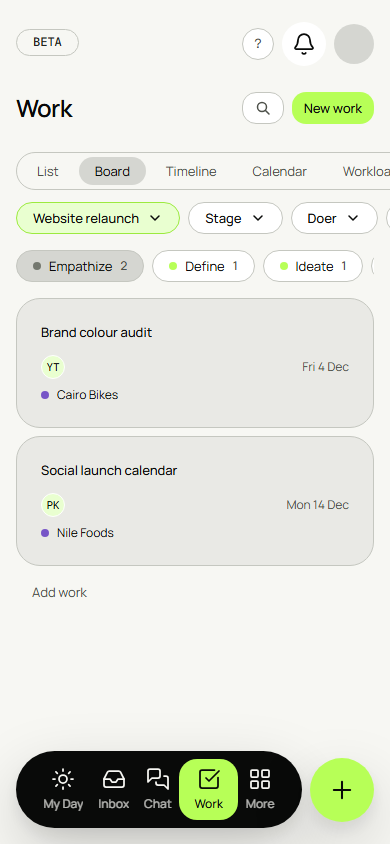 BETA
?
Work
New work
List Board Timeline Calendar
Website relaunch Stage Doer
Empathize 2 Define 1 Ideate 1
Brand colour audit
YT Fri 4 Dec
Cairo Bikes
Social launch calendar
PK Mon 14 Dec
Nile Foods
Add work
My Day Inbox Chat Work More